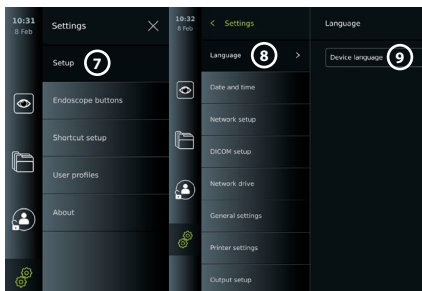 10:31
8 Feb
Settings
Setup
7
Endoscope buttons
Shortcut setup
User profiles
About
10:32
8 Feb
< Settings
Language
8
>
Date and time
Network setup
DICOM setup
Network drive
General settings
Printer settings
Output setup
Language
Device language
9